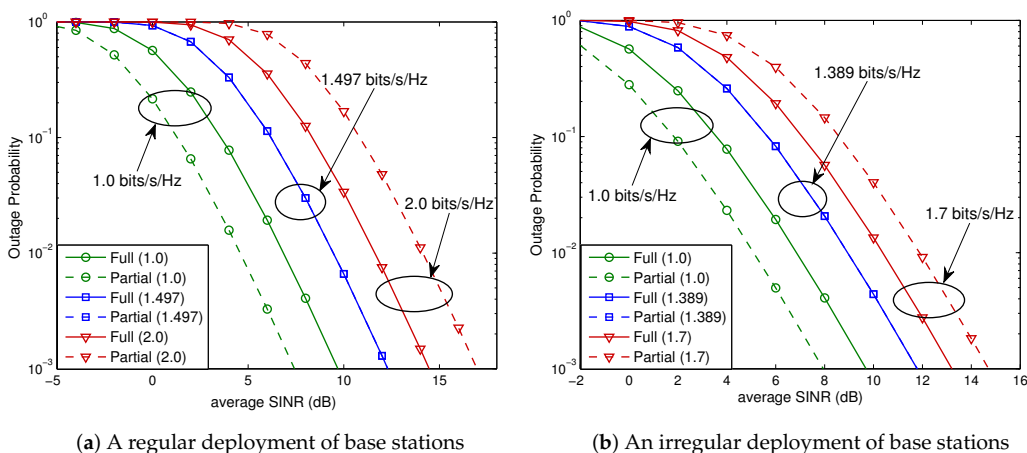 10^0
10^-1
10^-2
10^-3
Outage Probability
1.497 bits/s/Hz
1.0 bits/s/Hz
2.0 bits/s/Hz
Full (1.0)
Partial (1.0)
Full (1.497)
Partial (1.497)
Full (2.0)
Partial (2.0)
-5 0 5 10 15
average SINR (dB)
(a) A regular deployment of base stations
10^0
10^-1
10^-2
10^-3
Outage Probability
1.389 bits/s/Hz
1.0 bits/s/Hz
1.7 bits/s/Hz
Full (1.0)
Partial (1.0)
Full (1.389)
Partial (1.389)
Full (1.7)
Partial (1.7)
-2 0 2 4 6 8 10 12 14 16
average SINR (dB)
(b) An irregular deployment of base stations